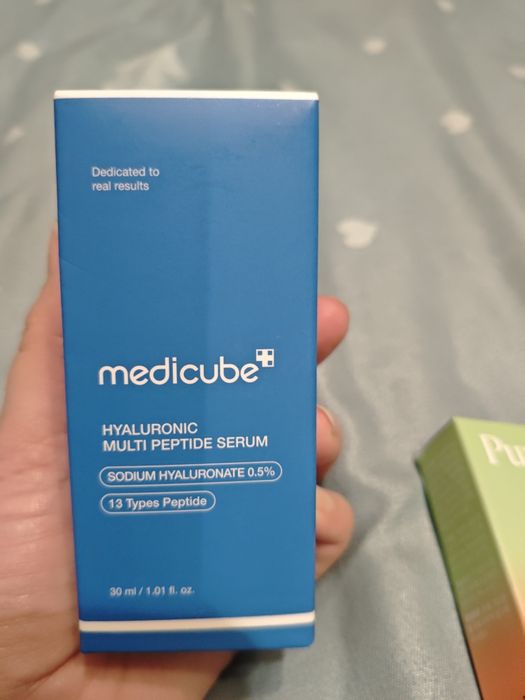 Dedicated to
real results
medicube
HYALURONIC
MULTI PEPTIDE SERUM
SODIUM HYALURONATE 0.5%
13 Types Peptide
30 ml / 1.01 fl. oz.
Pu